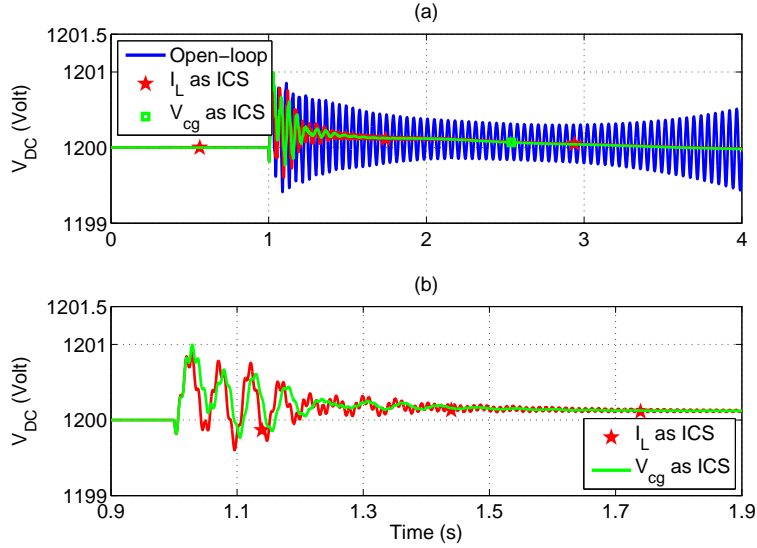 (a)
1201.5
1201
1200
1199
V_DC (Volt)
Open-loop
I_L as ICS
V_cg as ICS
0 1 2 3 4
(b)
1201.5
1201
1200
1199
V_DC (Volt)
I_L as ICS
V_cg as ICS
0.9 1.1 1.3 1.5 1.7 1.9
Time (s)